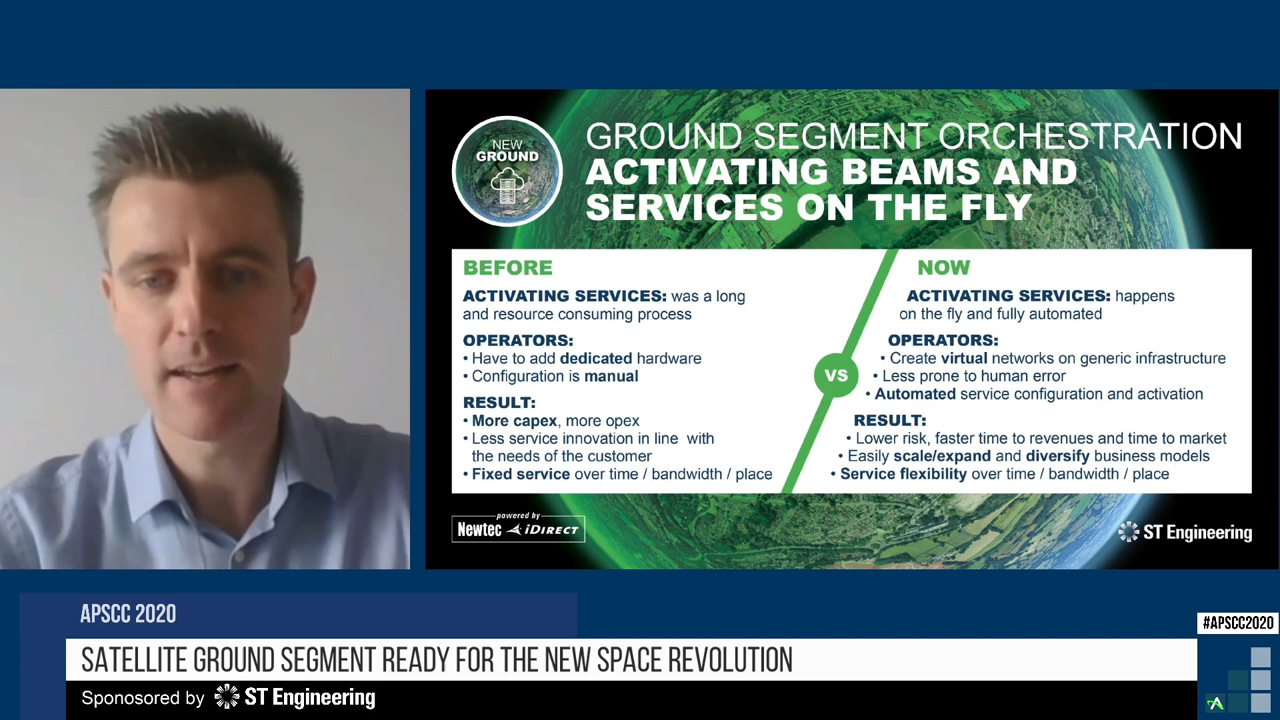 NEW
GROUND
GROUND SEGMENT ORCHESTRATION
ACTIVATING BEAMS AND
SERVICES ON THE FLY
BEFORE
ACTIVATING SERVICES: was a long
and resource consuming process
OPERATORS:
• Have to add dedicated hardware
• Configuration is manual
RESULT:
• More capex, more opex
• Less service innovation in line with
the needs of the customer
• Fixed service over time / bandwidth / place
VS
NOW
ACTIVATING SERVICES: happens
on the fly and fully automated
OPERATORS:
• Create virtual networks on generic infrastructure
• Less prone to human error
• Automated service configuration and activation
RESULT:
• Lower risk, faster time to revenues and time to market
• Easily scale/expand and diversify business models
• Service flexibility over time / bandwidth / place
powered by
Newtec iDIRECT
ST Engineering
APSCC 2020
#APSCC2020
SATELLITE GROUND SEGMENT READY FOR THE NEW SPACE REVOLUTION
Sponosored by ST Engineering